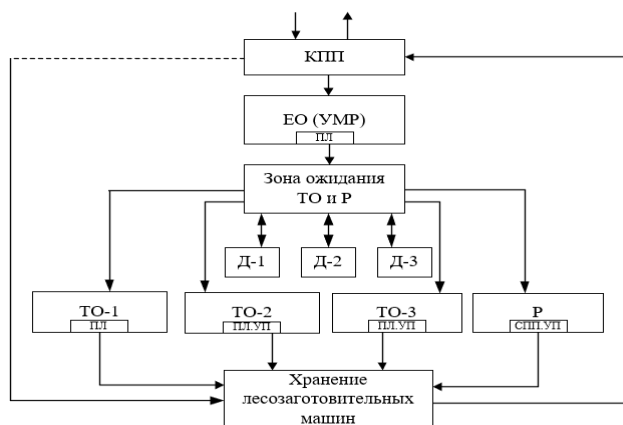 КПП
ЕО (УМР)
ПЛ
Зона ожидания
ТО и Р
Д-1
Д-2
Д-3
ТО-1
ПЛ
ТО-2
ПЛ.УП
ТО-3
ПЛ.УП
Р
СПП.УП
Хранение
лесозаготовительных
машин